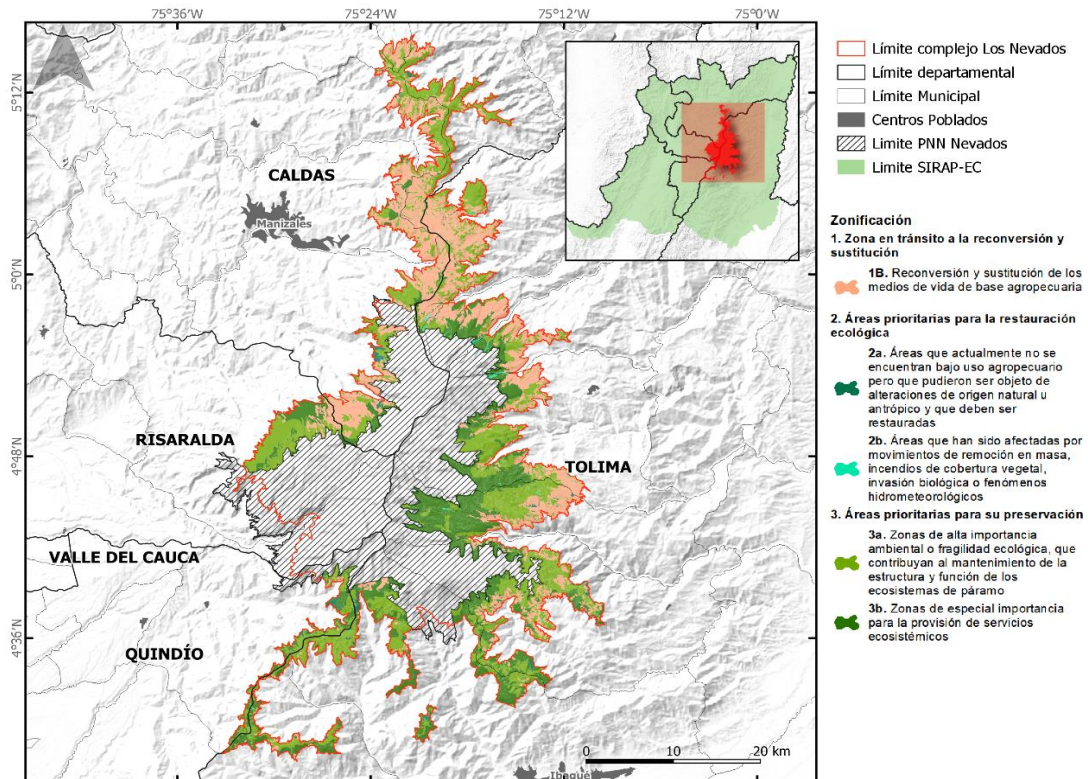 75°36'W
75°24'W
75°12'W
75°0'W
5°12'N
5°0'N
4°48'N
4°36'N
CALDAS
Manizales
RISARALDA
TOLIMA
VALLE DEL CAUCA
QUINDÍO
Ibagué
0 10 20 km
Límite complejo Los Nevados
Límite departamental
Límite Municipal
Centros Poblados
Limite PNN Nevados
Limite SIRAP-EC
Zonificación
1. Zona en tránsito a la reconversión y
sustitución
1B. Reconversión y sustitución de los
medios de vida de base agropecuaria
2. Áreas prioritarias para la restauración
ecológica
2a. Áreas que actualmente no se
encuentran bajo uso agropecuario
pero que pudieron ser objeto de
alteraciones de origen natural u
antrópico y que deben ser
restauradas
2b. Áreas que han sido afectadas por
movimientos de remoción en masa,
incendios de cobertura vegetal,
invasión biológica o fenómenos
hidrometeorológicos
3. Áreas prioritarias para su preservación
3a. Zonas de alta importancia
ambiental o fragilidad ecológica, que
contribuyan al mantenimiento de la
estructura y función de los
ecosistemas de páramo
3b. Zonas de especial importancia
para la provisión de servicios
ecosistémicos